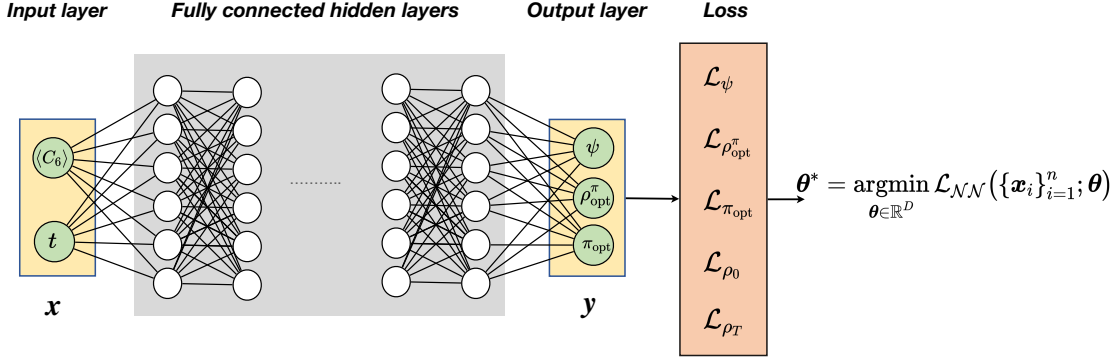 Input layer
Fully connected hidden layers
Output layer
Loss
⟨C₆⟩
t
x
ψ
ρ^π_opt
π_opt
y
ℒ_ψ
ℒ_{ρ^π_opt}
ℒ_{π_opt}
ℒ_{ρ₀}
ℒ_{ρ_T}
θ* = argmin ℒ_𝒩𝒩({x_i}^n_{i=1}; θ)
θ∈ℝ^D